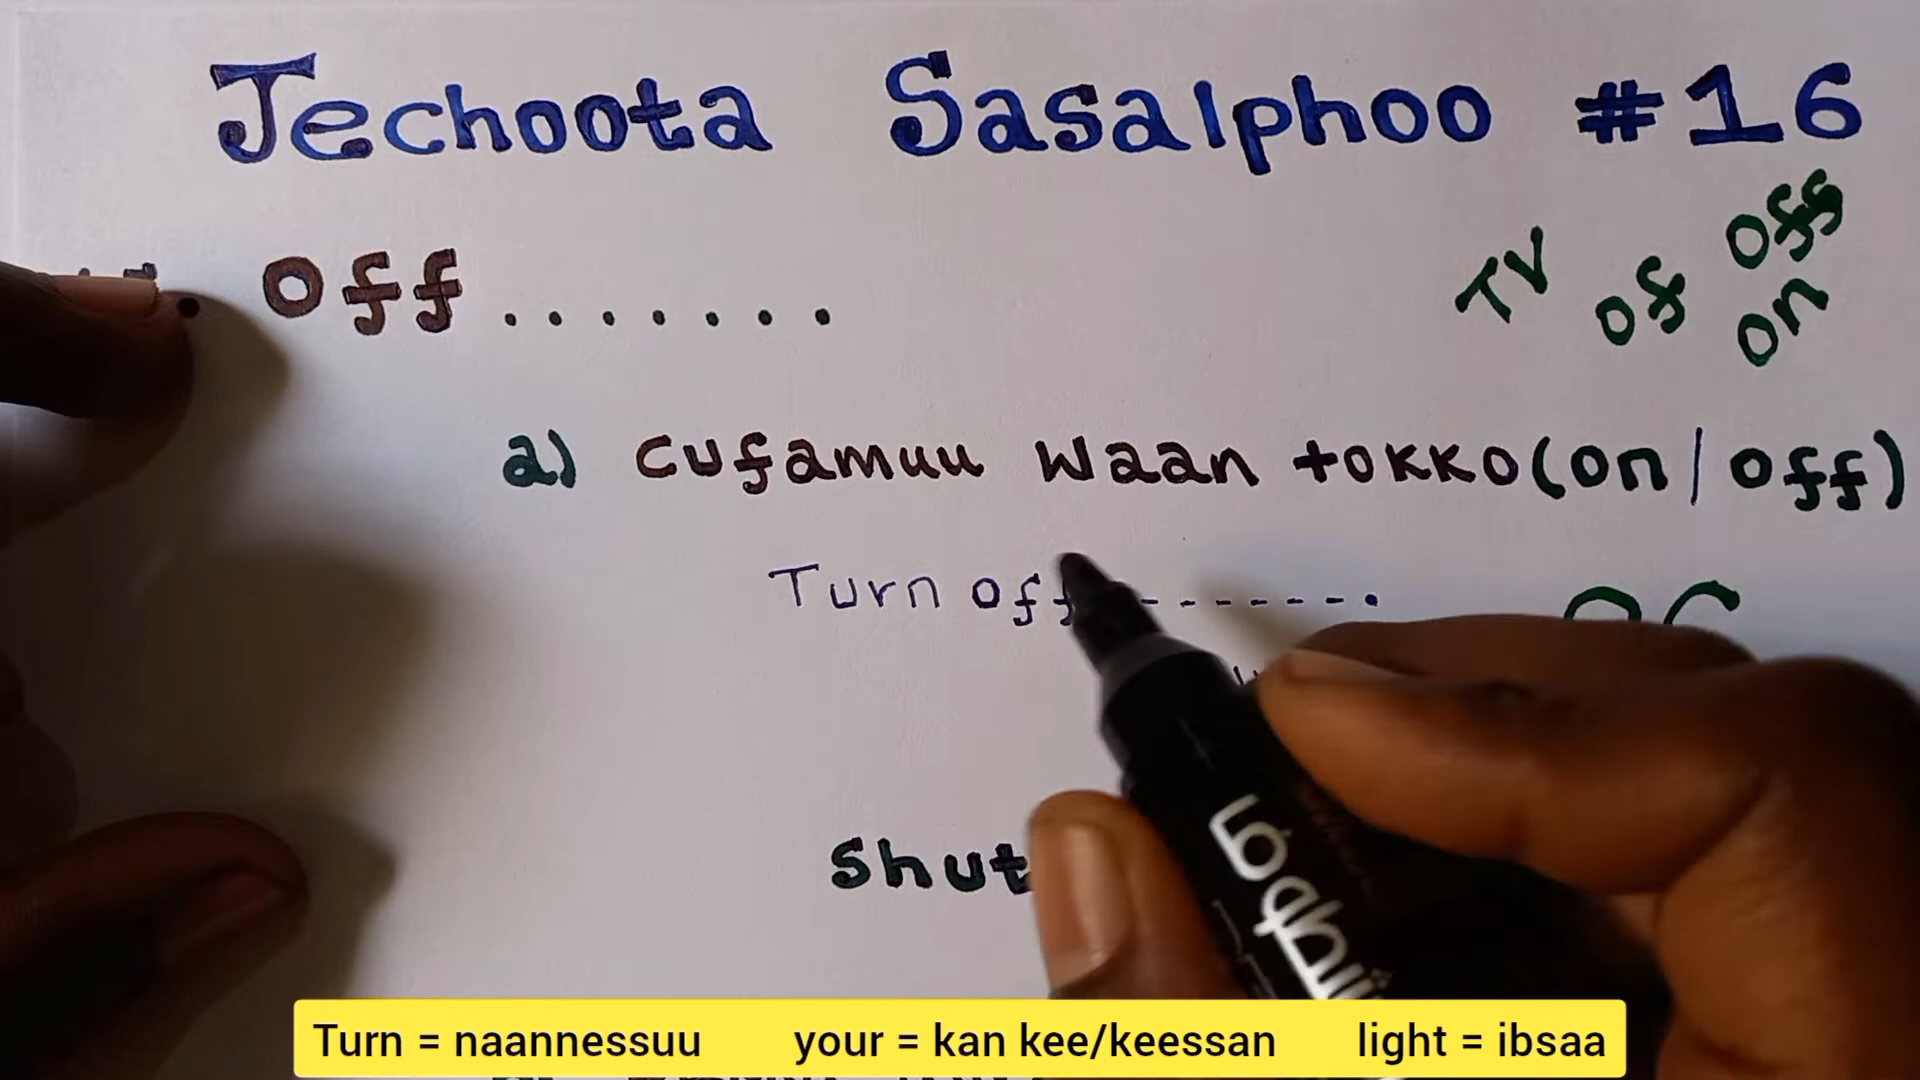 Jechoota Sasalphoo #16
Off.......
TV of Off
on
a) Cufamuu Waan tokko(on/off)
Turn off -------.
Shut
Turn = naannessuu your = kan kee/keessan light = ibsaa